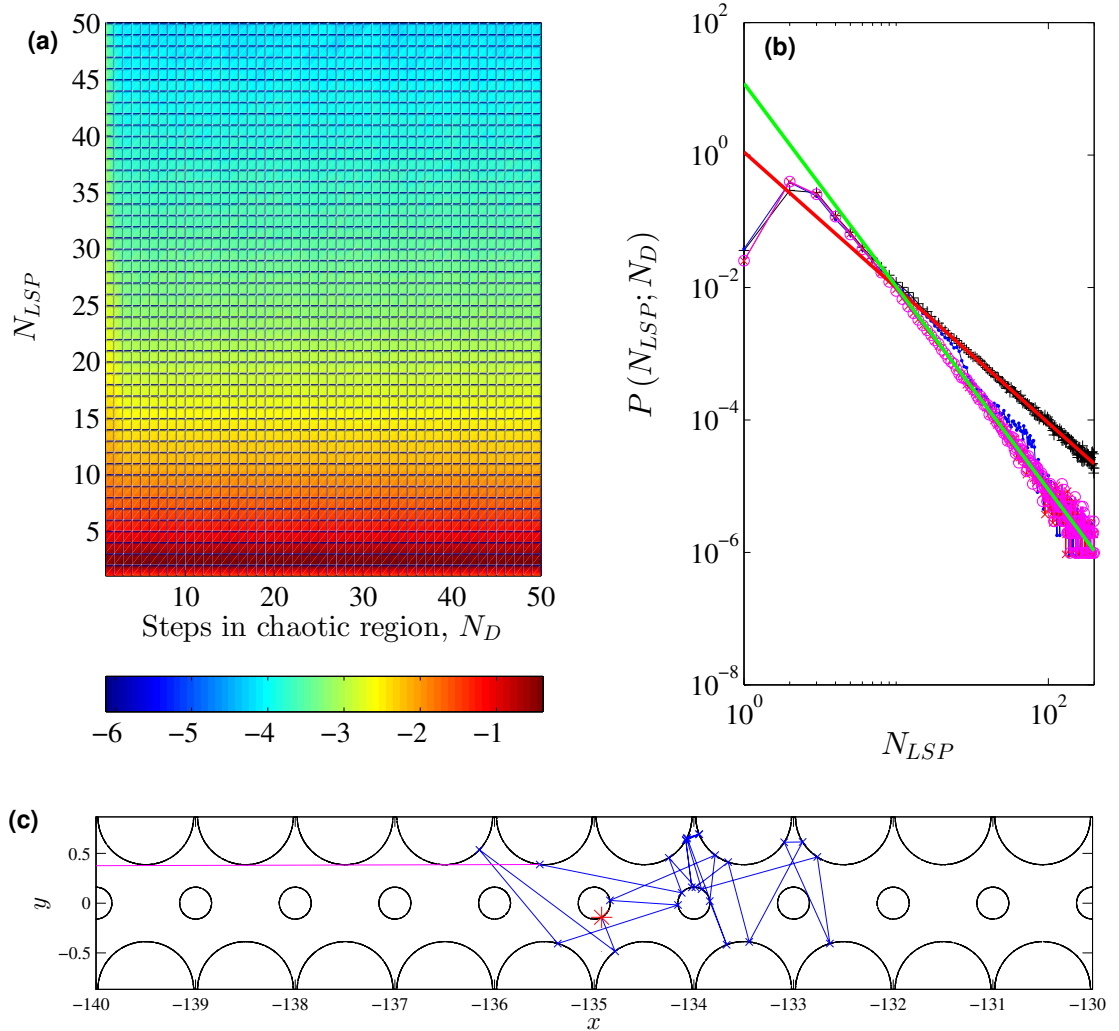 (a)
50
45
40
35
30
25
20
15
10
5
N_{LSP}
10 20 30 40 50
Steps in chaotic region, N_D
−6 −5 −4 −3 −2 −1
(b)
10^2
10^0
10^{−2}
10^{−4}
10^{−6}
10^{−8}
P (N_{LSP}; N_D)
10^0 10^2
N_{LSP}
(c)
0.5
0
−0.5
y
−140 −139 −138 −137 −136 −135 −134 −133 −132 −131 −130
x